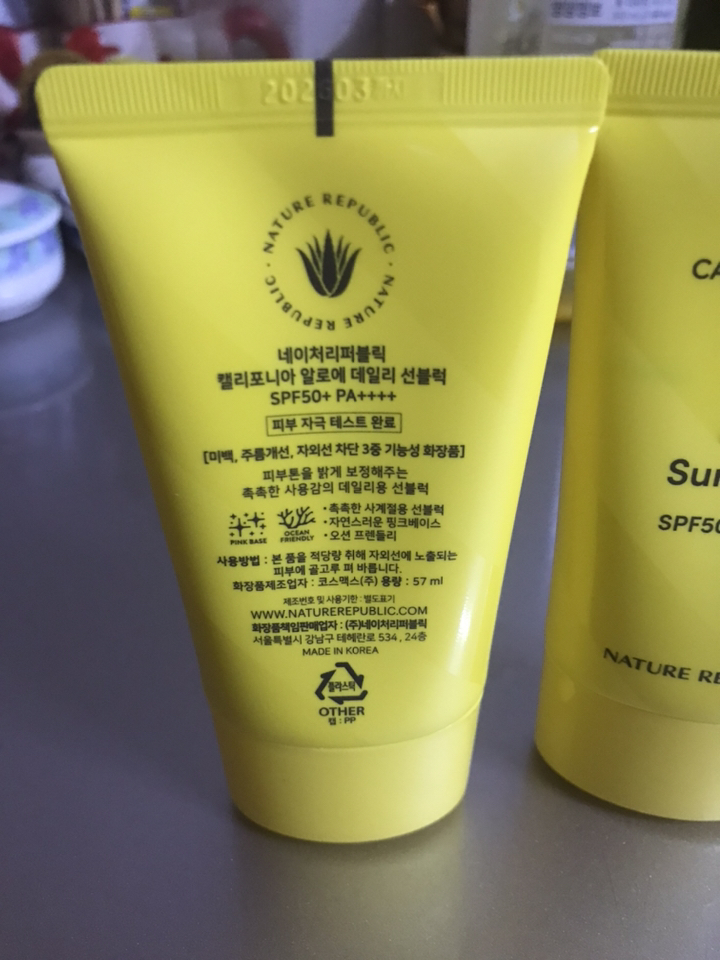 NATURE REPUBLIC · NATURE REPUBLIC ·
네이처리퍼블릭
캘리포니아 알로에 데일리 선블럭
SPF50+ PA++++
피부 자극 테스트 완료
[미백, 주름개선, 자외선 차단 3중 기능성 화장품]
피부톤을 밝게 보정해주는
촉촉한 사용감의 데일리용 선블럭
PINK BASE
OCEAN
FRIENDLY
•촉촉한 사계절용 선블럭
•자연스러운 핑크베이스
•오션 프렌들리
사용방법 : 본 품을 적당량 취해 자외선에 노출되는
피부에 골고루 펴 바릅니다.
화장품제조업자 : 코스맥스(주) 용량 : 57 ml
제조번호 및 사용기한 : 별도표기
WWW.NATUREREPUBLIC.COM
화장품책임판매업자 : (주)네이처리퍼블릭
서울특별시 강남구 테헤란로 534 , 24층
MADE IN KOREA
플라스틱
OTHER
캡 : PP
SPF50
NATURE RE